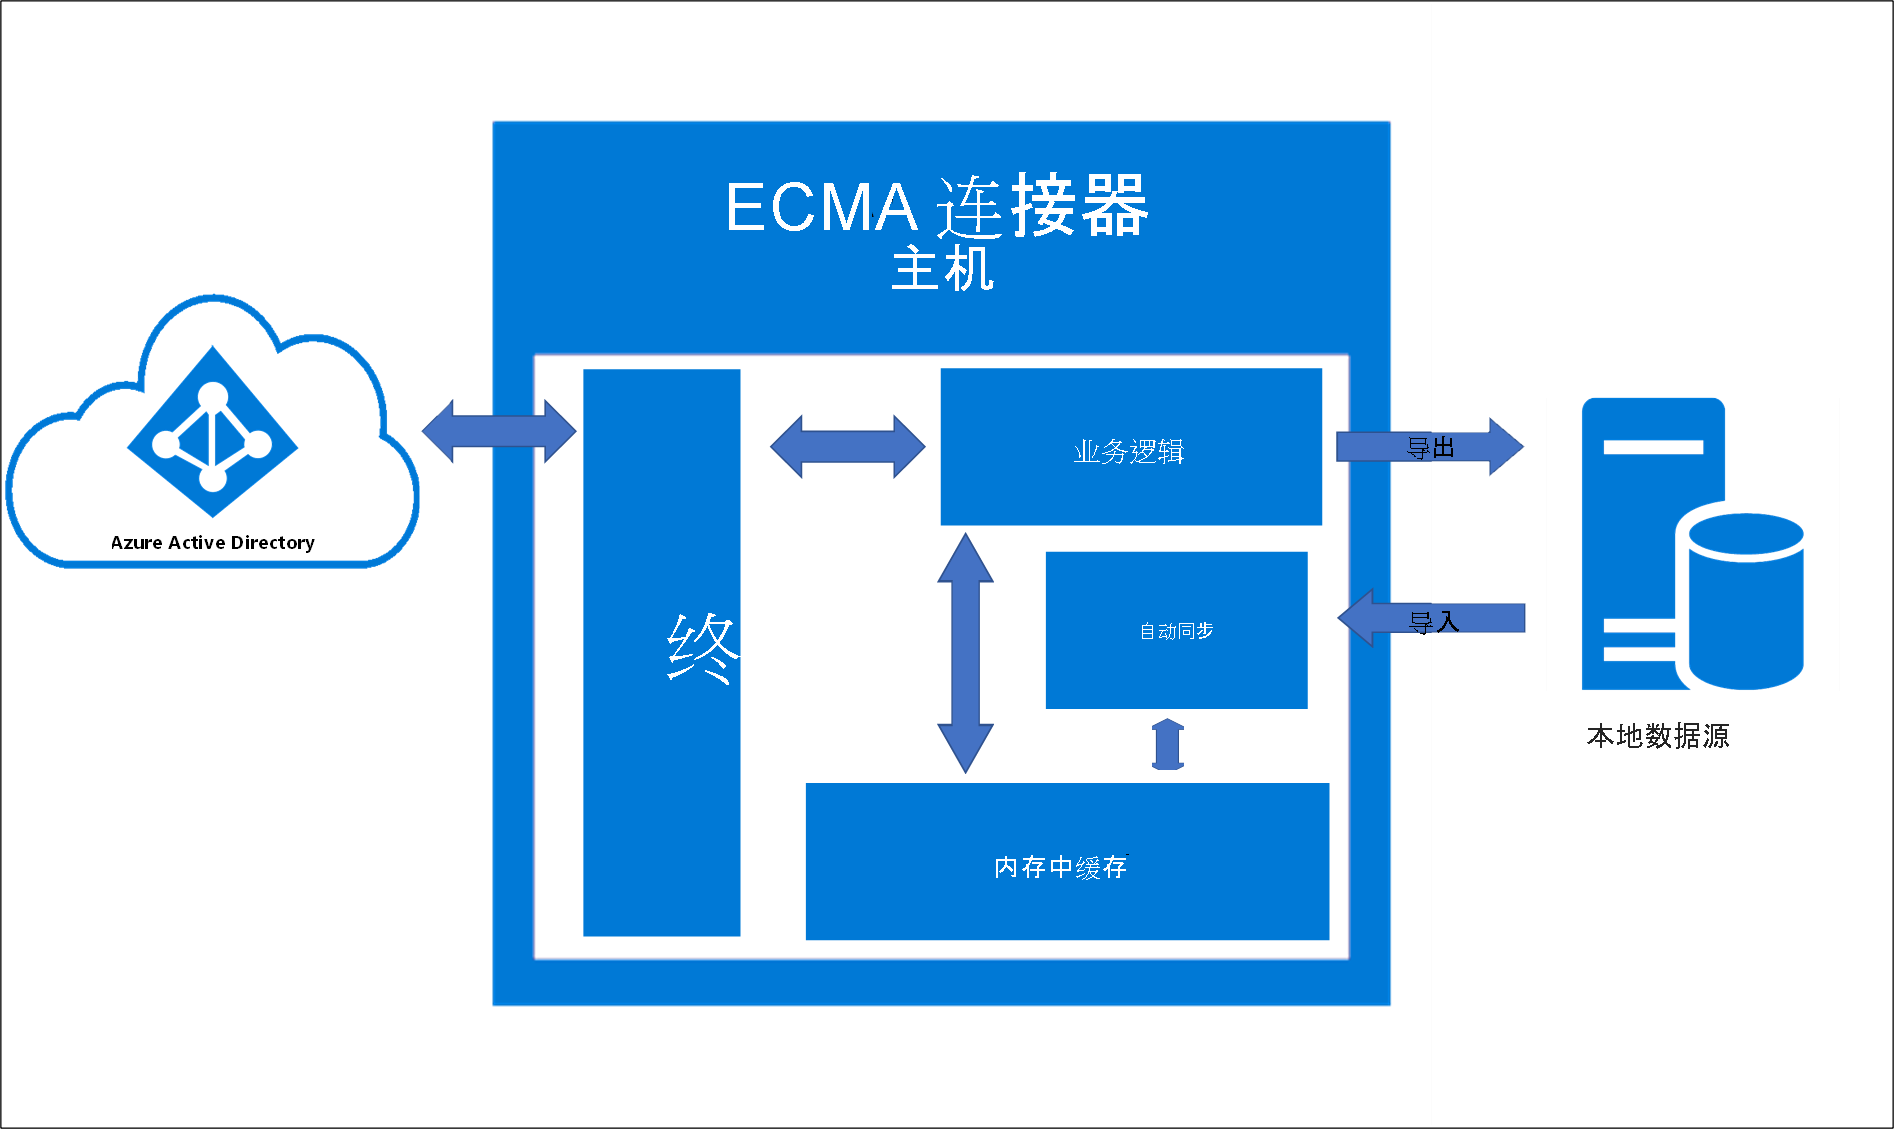 ECMA 连接器
主机
Azure Active Directory
终
业务逻辑
导出
自动同步
导入
内存中缓存
本地数据源